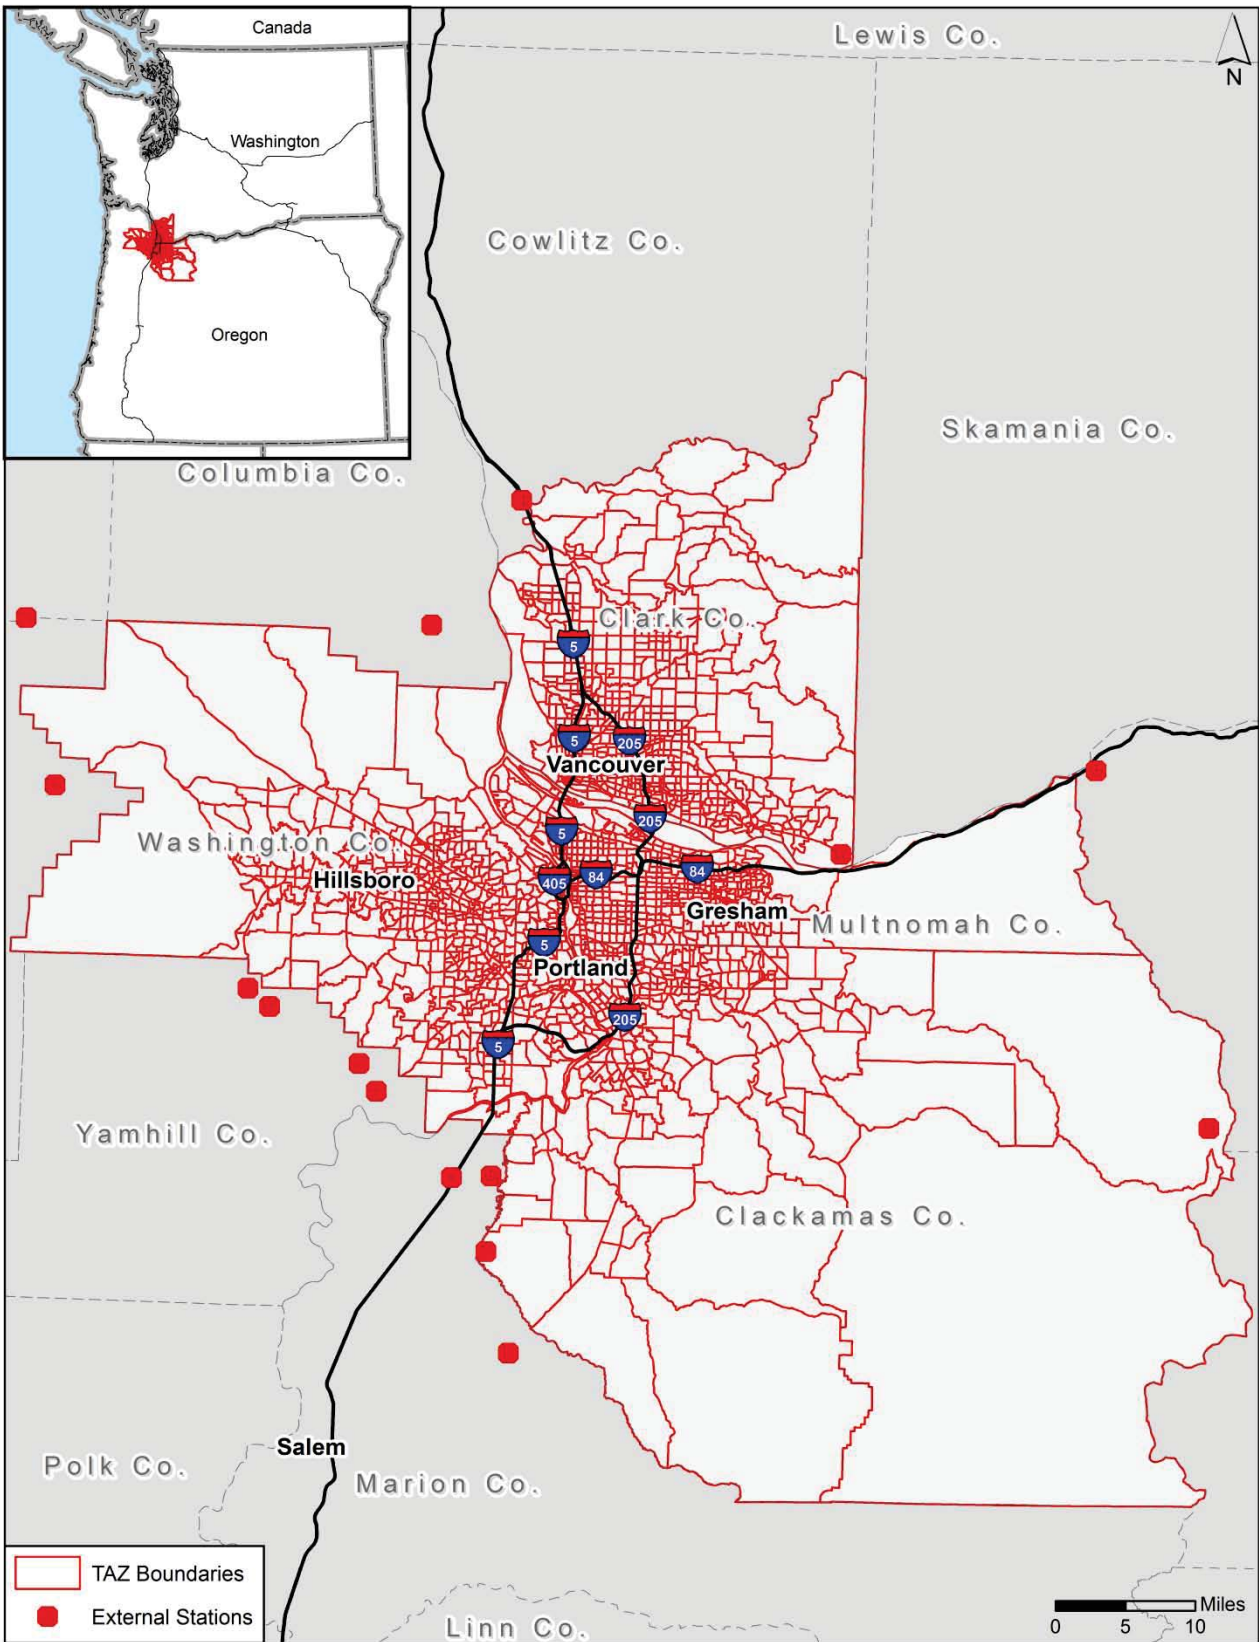 Canada
Washington
Oregon
Lewis Co.
N
Cowlitz Co.
Skamania Co.
Columbia Co.
Clark Co.
5
5
205
Vancouver
205
5
Washington Co.
Hillsboro
405
84
84
Gresham
Multnomah Co.
5
Portland
205
5
Yamhill Co.
Clackamas Co.
Salem
Polk Co.
Marion Co.
TAZ Boundaries
External Stations
Linn Co.
Miles
0 5 10